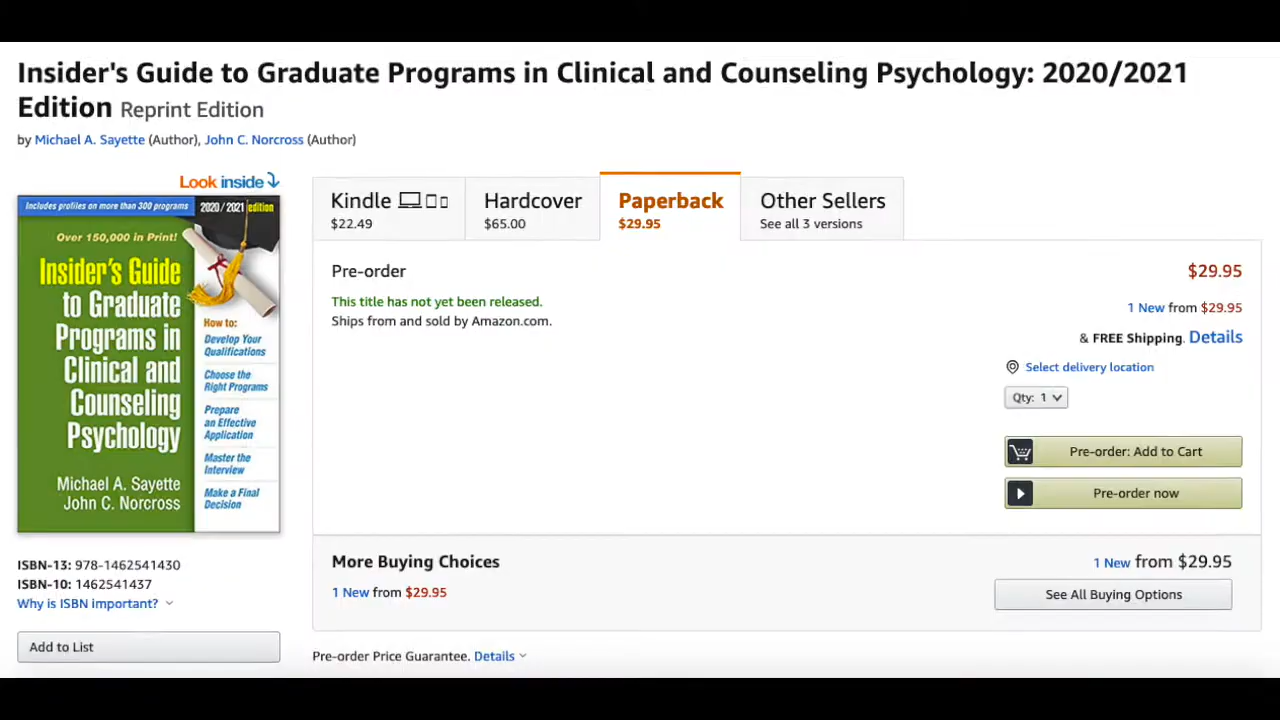 Insider's Guide to Graduate Programs in Clinical and Counseling Psychology: 2020/2021
Edition Reprint Edition
by Michael A. Sayette (Author), John C. Norcross (Author)
Look inside
Includes profiles on more than 300 programs
2020/2021 edition
Over 150,000 in Print!
Insider's Guide
to Graduate
Programs in
Clinical and
Counseling
Psychology
Michael A. Sayette
John C. Norcross
How to:
Develop Your
Qualifications
Choose the
Right Programs
Prepare
an Effective
Application
Master the
Interview
Make a Final
Decision
ISBN-13: 978-1462541430
ISBN-10: 1462541437
Why is ISBN important?
Add to List
Kindle
$22.49
Hardcover
$65.00
Paperback
$29.95
Other Sellers
See all 3 versions
Pre-order
This title has not yet been released.
Ships from and sold by Amazon.com.
$29.95
1 New from $29.95
& FREE Shipping. Details
Select delivery location
Qty: 1
Pre-order: Add to Cart
Pre-order now
More Buying Choices
1 New from $29.95
1 New from $29.95
See All Buying Options
Pre-order Price Guarantee. Details